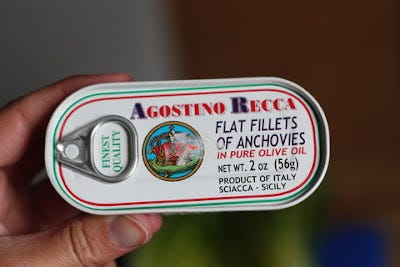 AGOSTINO RECCA
FINEST
QUALITY
FLAT FILLETS
OF ANCHOVIES
IN PURE OLIVE OIL
NET WT. 2 OZ (56g)
PRODUCT OF ITALY
SCIACCA - SICILY